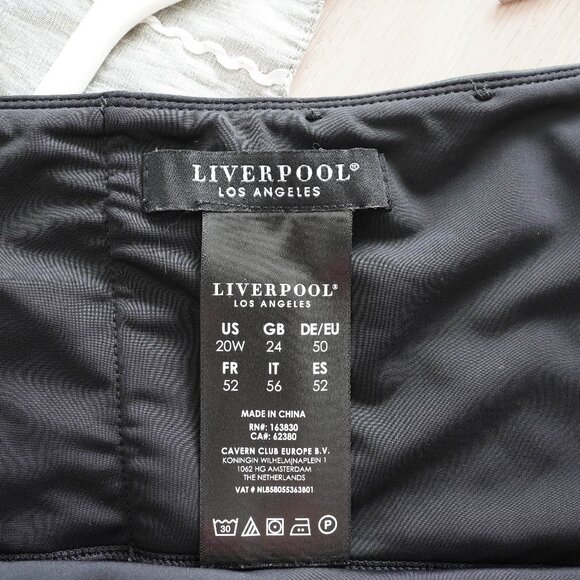 LIVERPOOL®
LOS ANGELES
LIVERPOOL®
LOS ANGELES
US GB DE/EU
20W 24 50
FR IT ES
52 56 52
MADE IN CHINA
RN#: 163830
CA#: 62380
CAVERN CLUB EUROPE B.V.
KONINGIN WILHELMINAPLEIN 1
1062 HG AMSTERDAM
THE NETHERLANDS
VAT # NL858055363B01
30 P